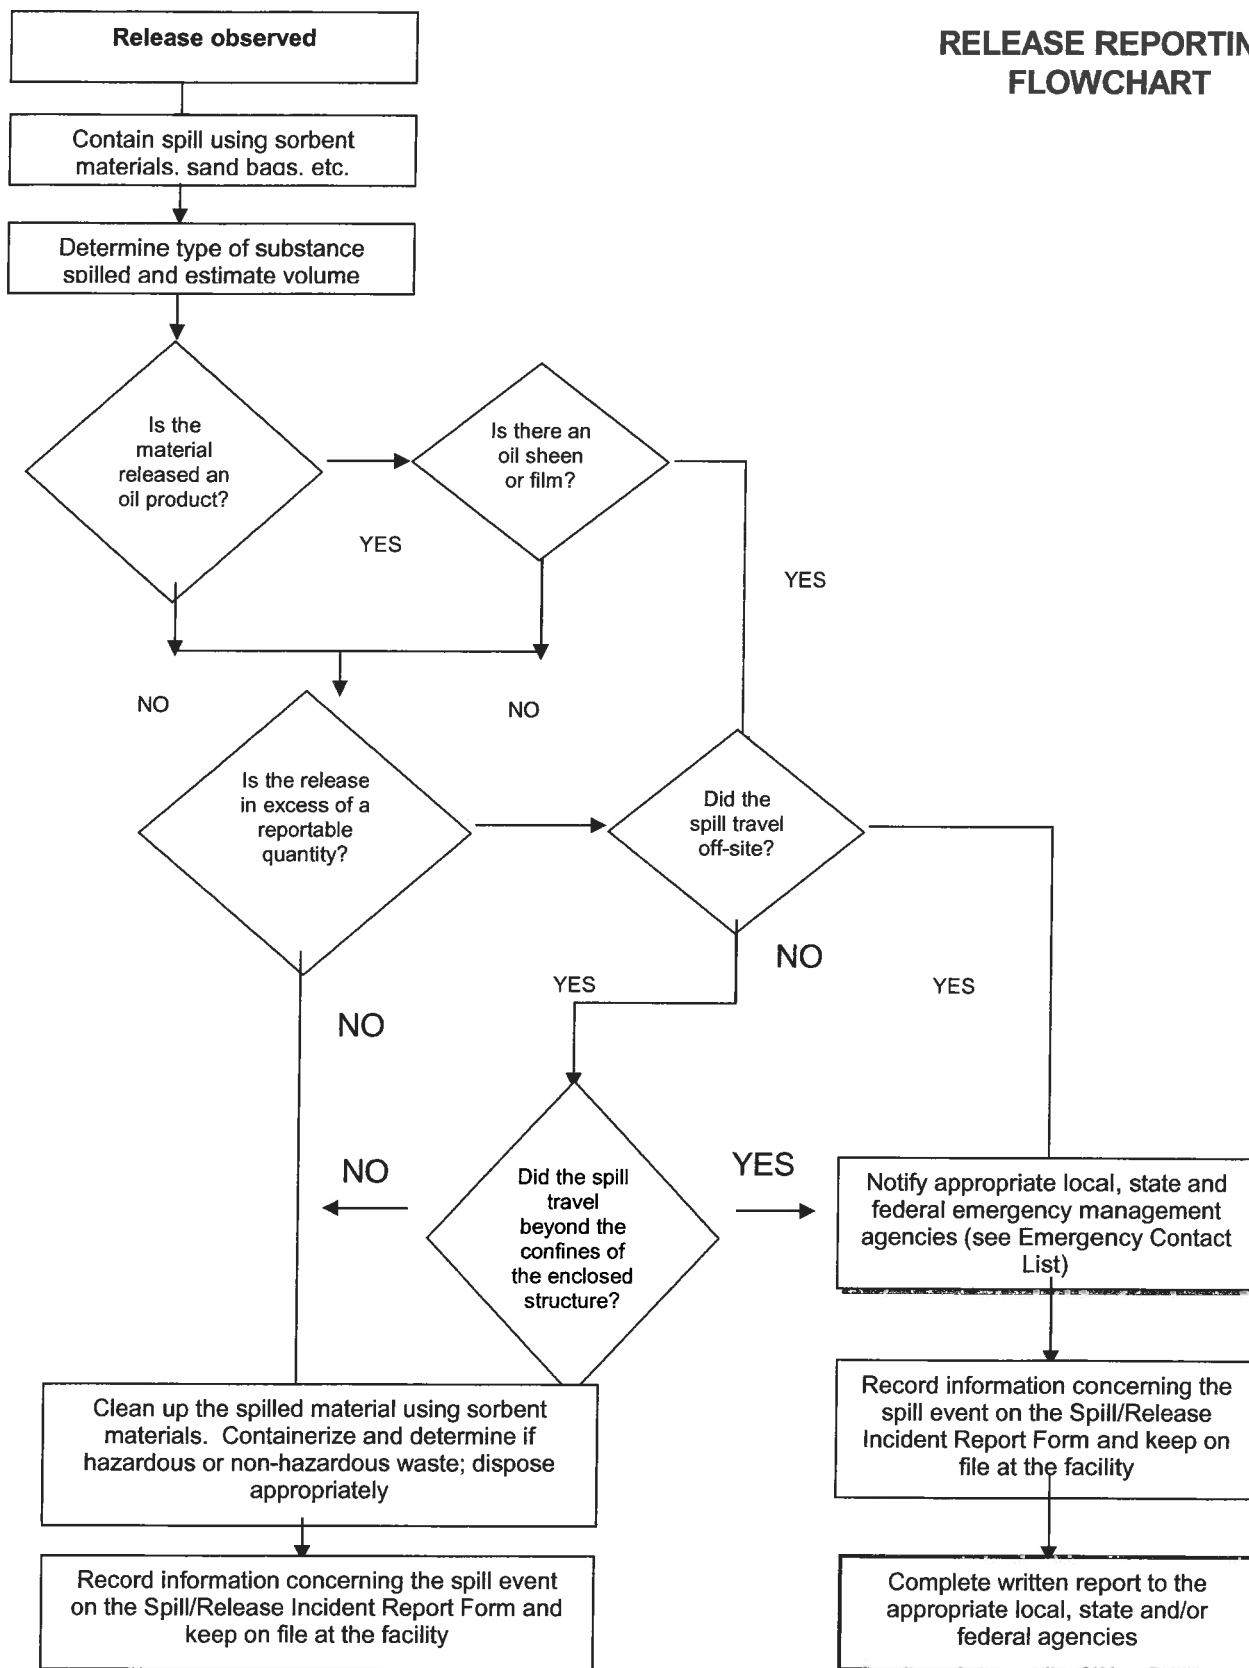 RELEASE REPORTIN
FLOWCHART
Release observed
Contain spill using sorbent
materials, sand bags, etc.
Determine type of substance
spilled and estimate volume
Is the
material
released an
oil product?
YES
Is there an
oil sheen
or film?
YES
NO
NO
Is the release
in excess of a
reportable
quantity?
Did the
spill travel
off-site?
NO
YES
YES
NO
NO
Did the spill
travel
beyond the
confines of
the enclosed
structure?
YES
Notify appropriate local, state and
federal emergency management
agencies (see Emergency Contact
List)
Clean up the spilled material using sorbent
materials. Containerize and determine if
hazardous or non-hazardous waste; dispose
appropriately
Record information concerning the
spill event on the Spill/Release
Incident Report Form and keep on
file at the facility
Record information concerning the spill event
on the Spill/Release Incident Report Form and
keep on file at the facility
Complete written report to the
appropriate local, state and/or
federal agencies